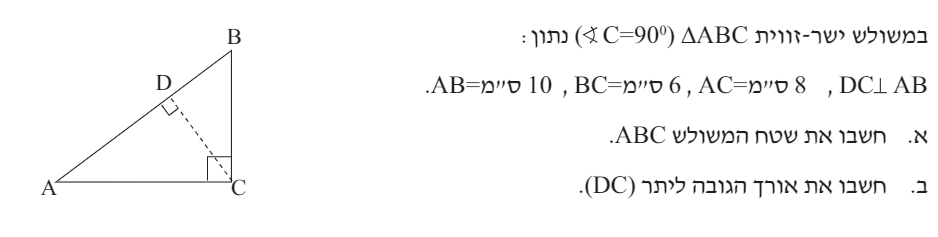 במשולש ישר-זווית ΔABC (∢C=90⁰) נתון :
DC⊥AB , 8 ס״מ=AC , 6 ס״מ=BC , 10 ס״מ=AB.
א. חשבו את שטח המשולש ABC.
ב. חשבו את אורך הגובה ליתר (DC).
B
D
A
C